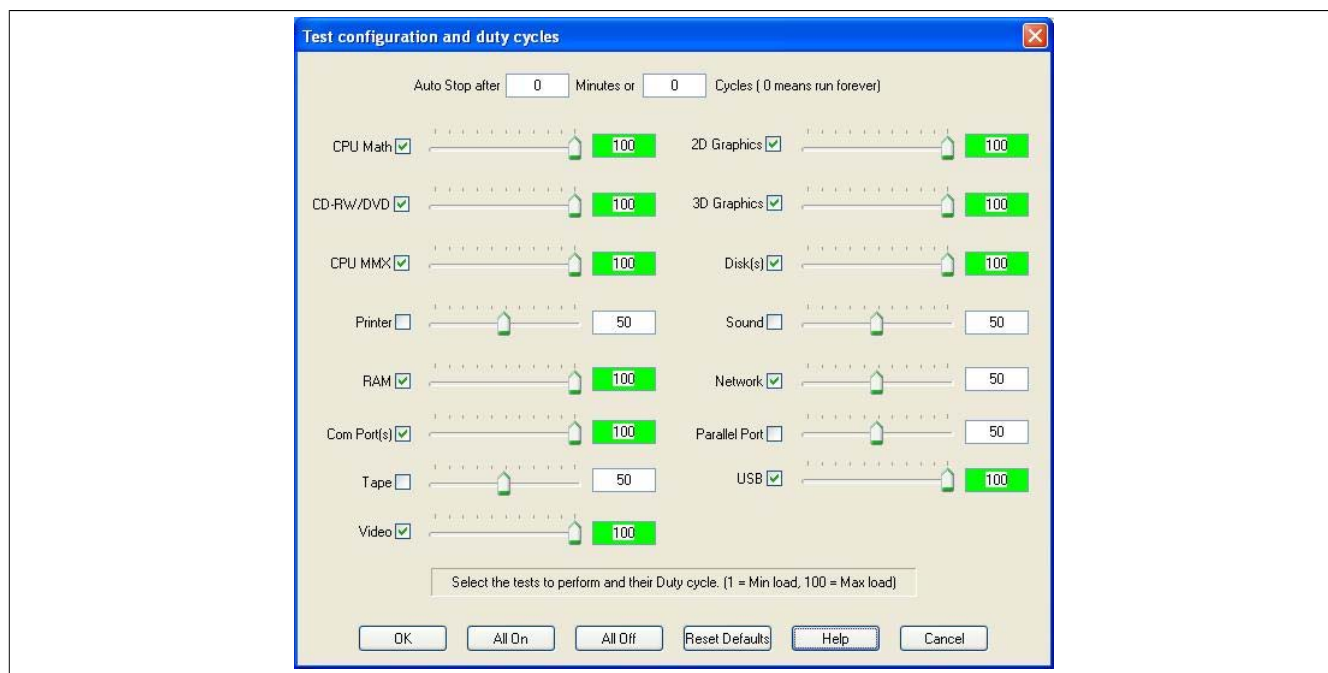 Test configuration and duty cycles
Auto Stop after 0 Minutes or 0 Cycles ( 0 means run forever)
CPU Math 100 2D Graphics 100
CD-RW/DVD 100 3D Graphics 100
CPU MMX 100 Disk(s) 100
Printer 50 Sound 50
RAM 100 Network 50
Com Port(s) 100 Parallel Port 50
Tape 50 USB 100
Video 100
Select the tests to perform and their Duty cycle. (1 = Min load, 100 = Max load)
OK All On All Off Reset Defaults Help Cancel